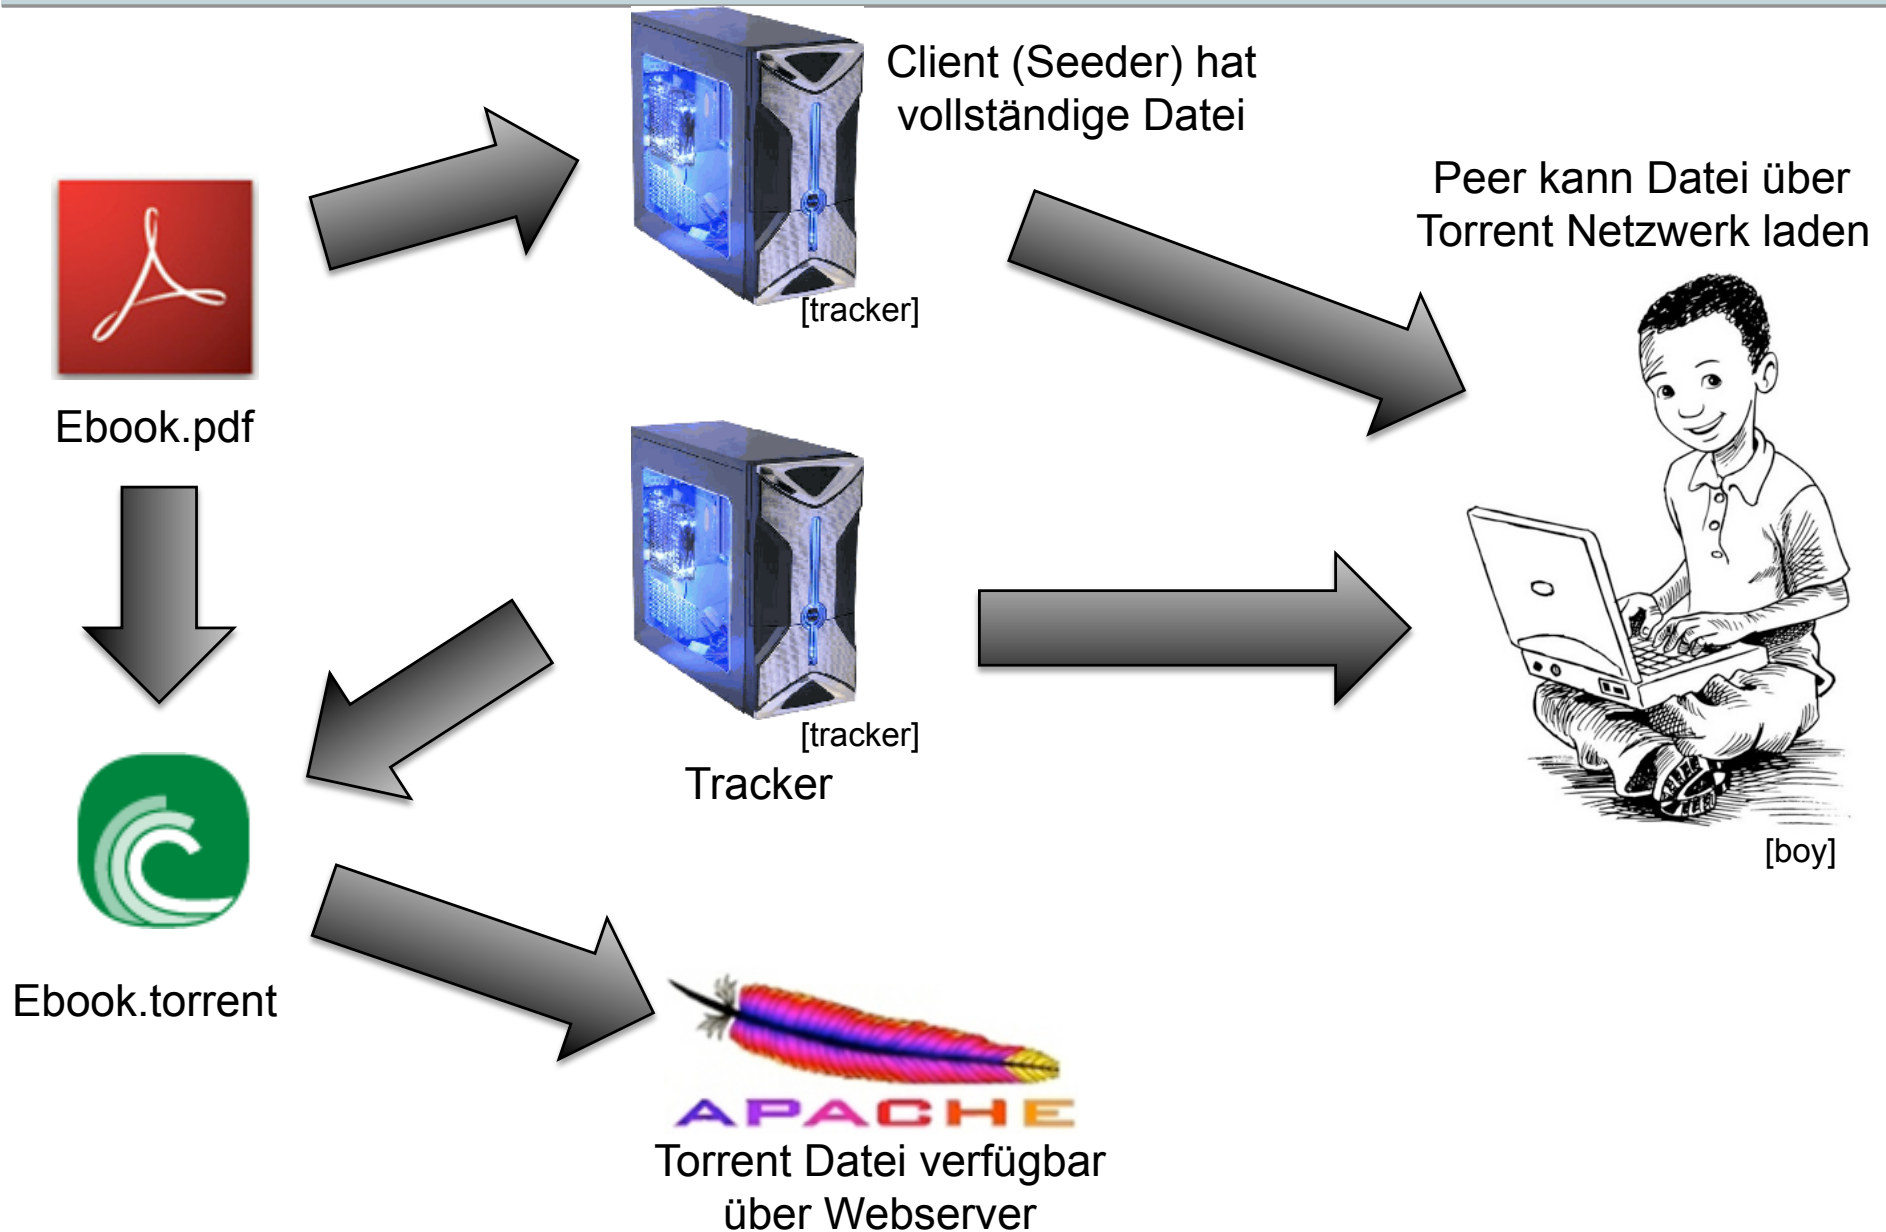 Client (Seeder) hat
vollständige Datei
Peer kann Datei über
Torrent Netzwerk laden
[tracker]
Ebook.pdf
[tracker]
Tracker
[boy]
Ebook.torrent
APACHE
Torrent Datei verfügbar
über Webserver